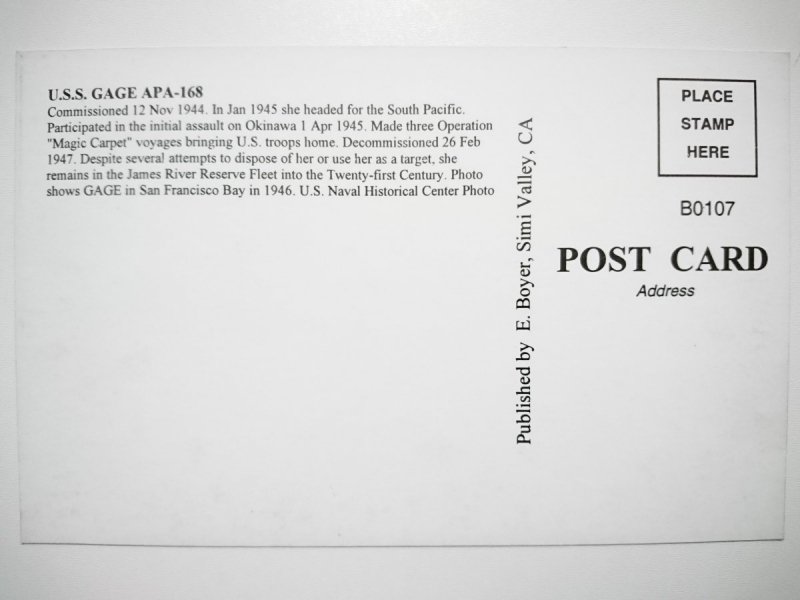 U.S.S. GAGE APA-168
Commissioned 12 Nov 1944. In Jan 1945 she headed for the South Pacific.
Participated in the initial assault on Okinawa 1 Apr 1945. Made three Operation
"Magic Carpet" voyages bringing U.S. troops home. Decommissioned 26 Feb
1947. Despite several attempts to dispose of her or use her as a target, she
remains in the James River Reserve Fleet into the Twenty-first Century. Photo
shows GAGE in San Francisco Bay in 1946. U.S. Naval Historical Center Photo
Published by E. Boyer, Simi Valley, CA
PLACE
STAMP
HERE
B0107
POST CARD
Address